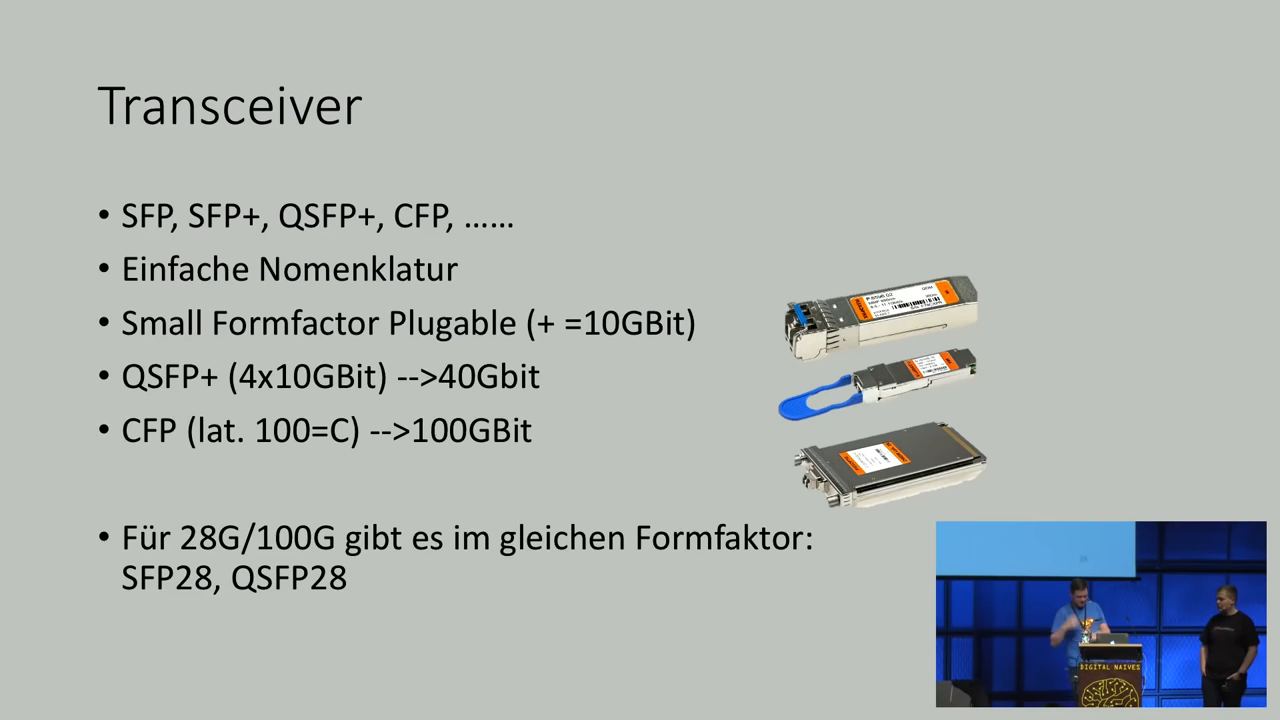 Transceiver
• SFP, SFP+, QSFP+, CFP, ……
• Einfache Nomenklatur
• Small Formfactor Plugable (+ =10GBit)
• QSFP+ (4x10GBit) -->40Gbit
• CFP (lat. 100=C) -->100GBit
• Für 28G/100G gibt es im gleichen Formfaktor:
SFP28, QSFP28
DIGITAL NAIVES